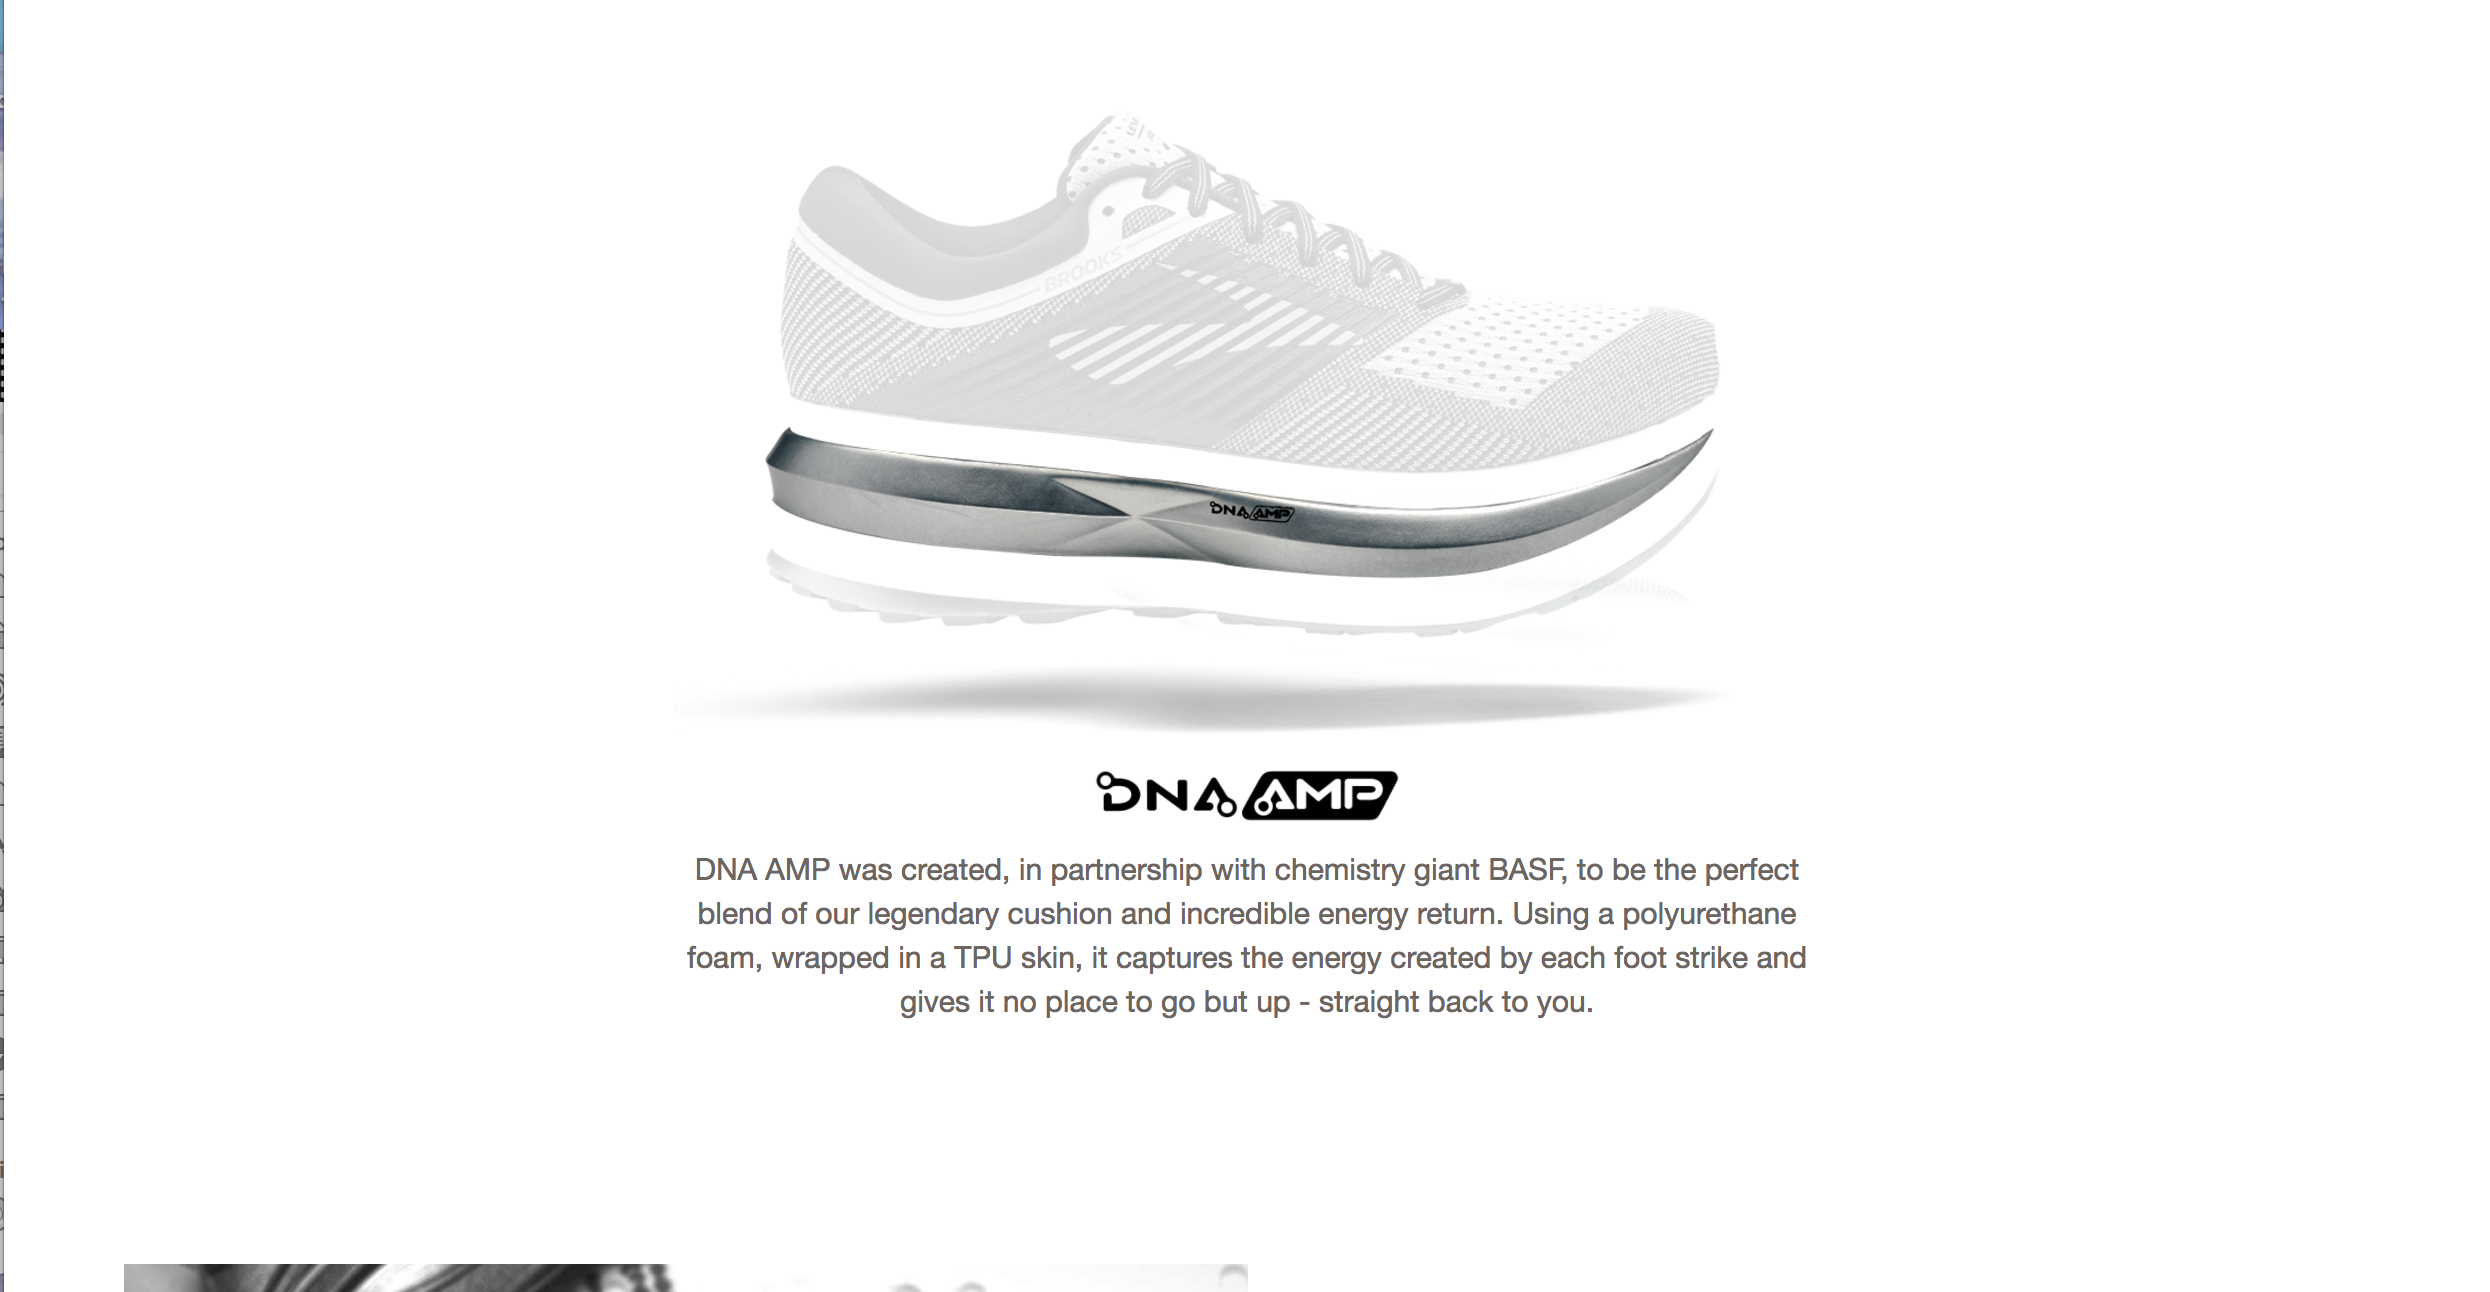 BROOKS
DNA AMP
DNA AMP
DNA AMP was created, in partnership with chemistry giant BASF, to be the perfect
blend of our legendary cushion and incredible energy return. Using a polyurethane
foam, wrapped in a TPU skin, it captures the energy created by each foot strike and
gives it no place to go but up - straight back to you.